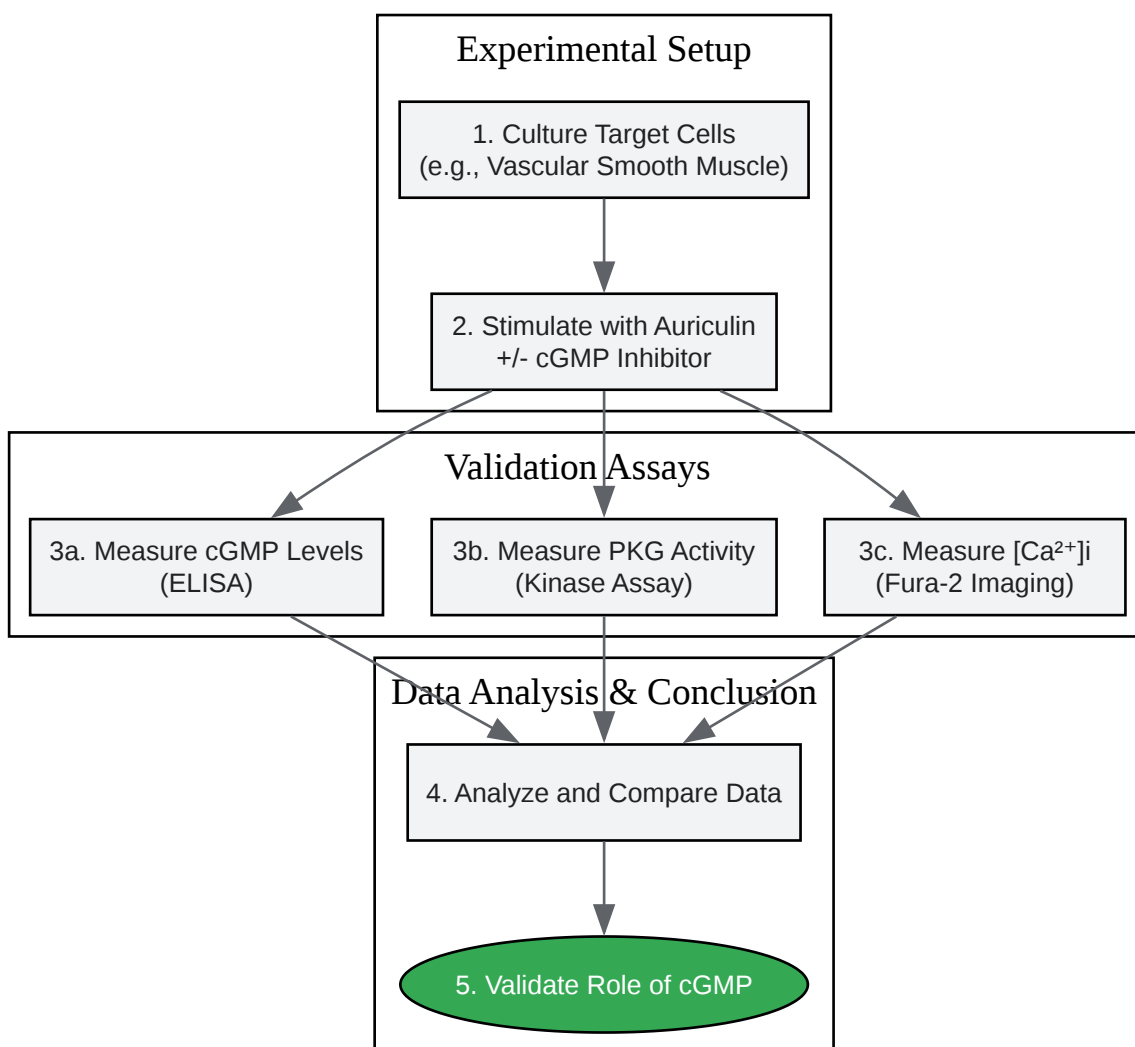 Experimental Setup
1. Culture Target Cells
(e.g., Vascular Smooth Muscle)
2. Stimulate with Auriculin
+/- cGMP Inhibitor
Validation Assays
3a. Measure cGMP Levels
(ELISA)
3b. Measure PKG Activity
(Kinase Assay)
3c. Measure [Ca²⁺]i
(Fura-2 Imaging)
Data Analysis & Conclusion
4. Analyze and Compare Data
5. Validate Role of cGMP